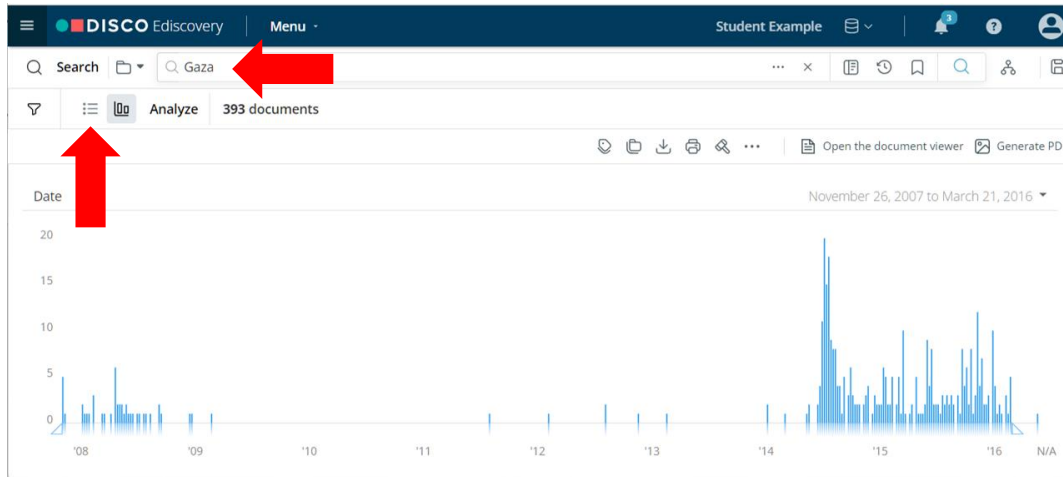 DISCO Ediscovery Menu Student Example 3
Search Gaza
Analyze 393 documents
Open the document viewer Generate PD
Date November 26, 2007 to March 21, 2016
20
15
10
5
0
'08 '09 '10 '11 '12 '13 '14 '15 '16 N/A